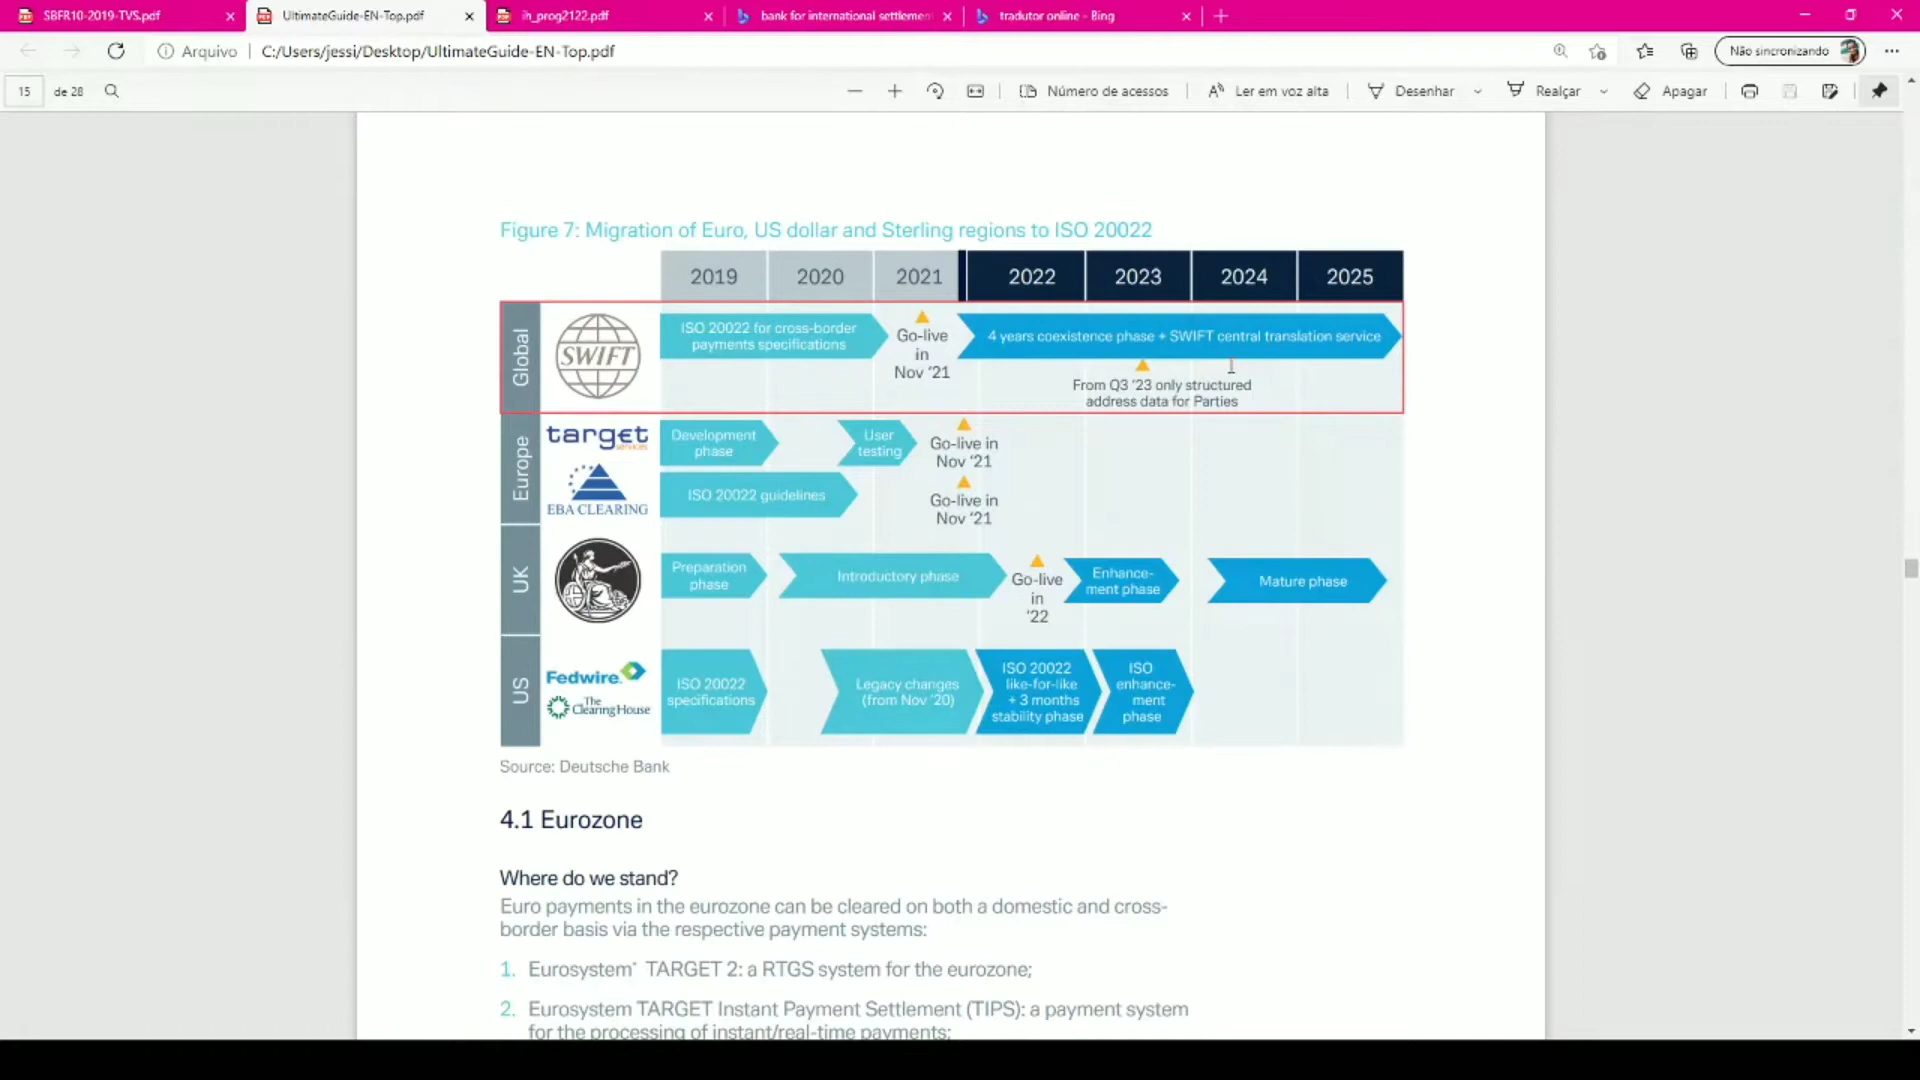 SBFR10-2019-TVS.pdf
UltimateGuide-EN-Top.pdf
ih_prog2122.pdf
bank for international settlemen
tradutor online - Bing
Arquivo
C:/Users/jessi/Desktop/UltimateGuide-EN-Top.pdf
Não sincronizando
15
de 28
Número de acessos
Ler em voz alta
Desenhar
Realçar
Apagar
Figure 7: Migration of Euro, US dollar and Sterling regions to ISO 20022
2019
2020
2021
2022
2023
2024
2025
Global
SWIFT
ISO 20022 for cross-border
payments specifications
Go-live
in
Nov '21
4 years coexistence phase + SWIFT central translation service
From Q3 '23 only structured
address data for Parties
Europe
target
services
Development
phase
User
testing
Go-live in
Nov '21
EBA CLEARING
ISO 20022 guidelines
Go-live in
Nov '21
UK
Preparation
phase
Introductory phase
Go-live
in
'22
Enhance-
ment phase
Mature phase
US
Fedwire
The
Clearing House
ISO 20022
specifications
Legacy changes
(from Nov '20)
ISO 20022
like-for-like
+ 3 months
stability phase
ISO
enhance-
ment
phase
Source: Deutsche Bank
4.1 Eurozone
Where do we stand?
Euro payments in the eurozone can be cleared on both a domestic and cross-
border basis via the respective payment systems:
1. Eurosystem* TARGET 2: a RTGS system for the eurozone;
2. Eurosystem TARGET Instant Payment Settlement (TIPS): a payment system
for the processing of instant/real-time payments;